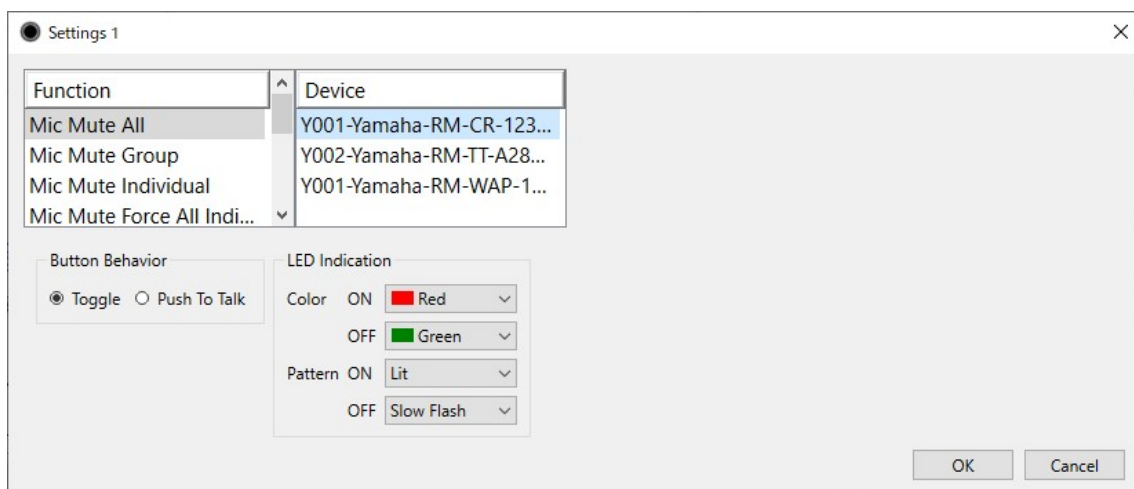 Settings 1
Function
Mic Mute All
Mic Mute Group
Mic Mute Individual
Mic Mute Force All Indi...
Device
Y001-Yamaha-RM-CR-123...
Y002-Yamaha-RM-TT-A28...
Y001-Yamaha-RM-WAP-1...
Button Behavior
Toggle Push To Talk
LED Indication
Color ON Red
OFF Green
Pattern ON Lit
OFF Slow Flash
OK Cancel